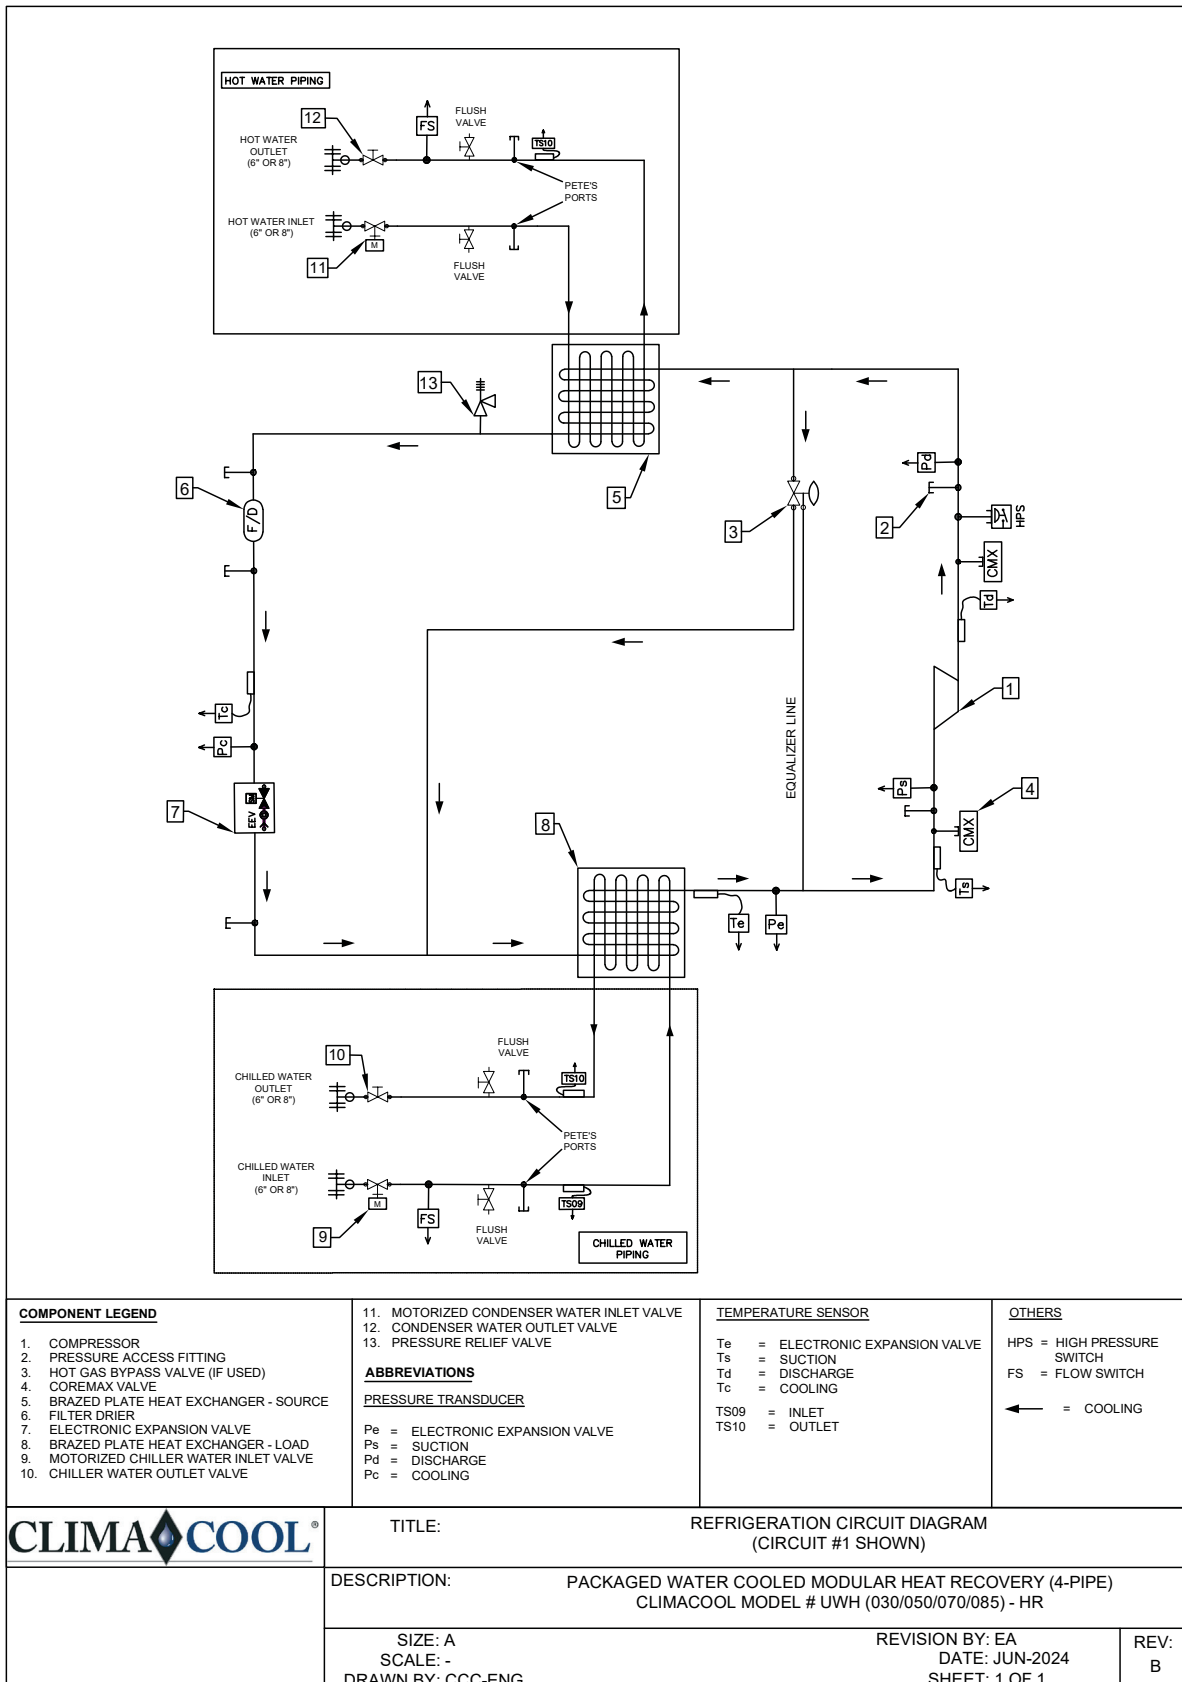 HOT WATER PIPING
12
FS
FLUSH
VALVE
TS10
HOT WATER
OUTLET
(6" OR 8")
PETE'S
PORTS
HOT WATER INLET
(6" OR 8")
M
11
FLUSH
VALVE
13
5
6
F/D
3
Pd
2
HPS
CMX
Td
1
Tc
Pc
EEV
7
EQUALIZER LINE
Ps
4
CMX
Ts
8
Te
Pe
10
FLUSH
VALVE
TS10
CHILLED WATER
OUTLET
(6" OR 8")
PETE'S
PORTS
CHILLED WATER
INLET
(6" OR 8")
M
9
FS
FLUSH
VALVE
TS09
CHILLED WATER
PIPING
COMPONENT LEGEND
1. COMPRESSOR
2. PRESSURE ACCESS FITTING
3. HOT GAS BYPASS VALVE (IF USED)
4. COREMAX VALVE
5. BRAZED PLATE HEAT EXCHANGER - SOURCE
6. FILTER DRIER
7. ELECTRONIC EXPANSION VALVE
8. BRAZED PLATE HEAT EXCHANGER - LOAD
9. MOTORIZED CHILLER WATER INLET VALVE
10. CHILLER WATER OUTLET VALVE
11. MOTORIZED CONDENSER WATER INLET VALVE
12. CONDENSER WATER OUTLET VALVE
13. PRESSURE RELIEF VALVE
ABBREVIATIONS
PRESSURE TRANSDUCER
Pe = ELECTRONIC EXPANSION VALVE
Ps = SUCTION
Pd = DISCHARGE
Pc = COOLING
TEMPERATURE SENSOR
Te = ELECTRONIC EXPANSION VALVE
Ts = SUCTION
Td = DISCHARGE
Tc = COOLING
TS09 = INLET
TS10 = OUTLET
OTHERS
HPS = HIGH PRESSURE
SWITCH
FS = FLOW SWITCH
= COOLING
CLIMACOOL®
TITLE: REFRIGERATION CIRCUIT DIAGRAM
(CIRCUIT #1 SHOWN)
DESCRIPTION: PACKAGED WATER COOLED MODULAR HEAT RECOVERY (4-PIPE)
CLIMACOOL MODEL # UWH (030/050/070/085) - HR
SIZE: A
SCALE: -
DRAWN BY: CCC-ENG
REVISION BY: EA
DATE: JUN-2024
SHEET: 1 OF 1
REV:
B